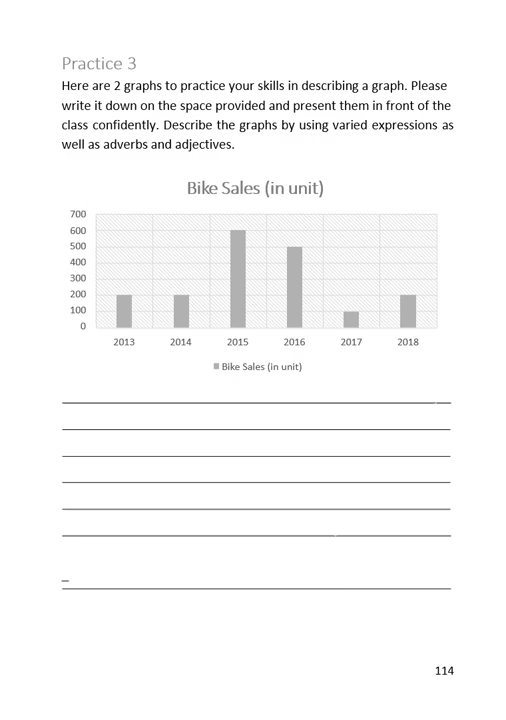 Practice 3
Here are 2 graphs to practice your skills in describing a graph. Please
write it down on the space provided and present them in front of the
class confidently. Describe the graphs by using varied expressions as
well as adverbs and adjectives.
Bike Sales (in unit)
700
600
500
400
300
200
100
0
2013 2014 2015 2016 2017 2018
Bike Sales (in unit)
114